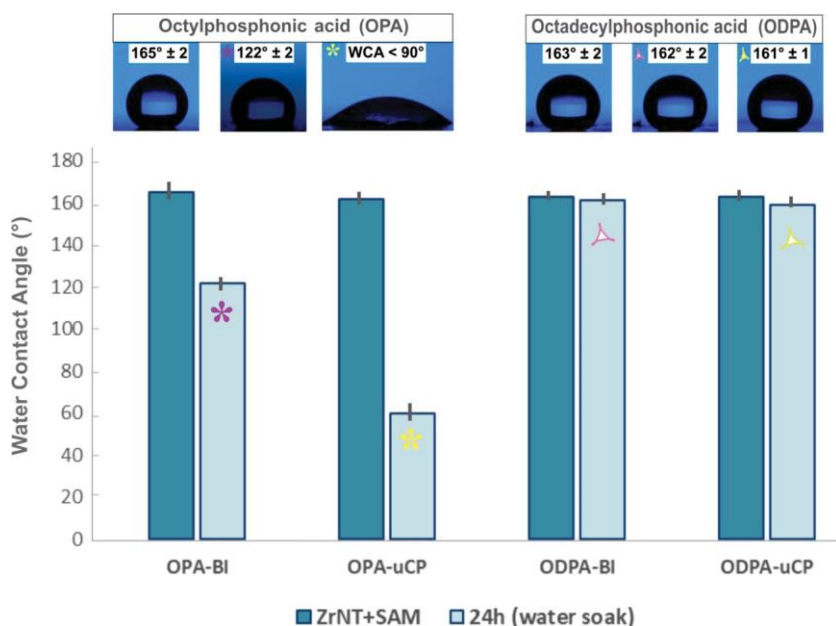 Octylphosphonic acid (OPA)
Octadecylphosphonic acid (ODPA)
165° ± 2
122° ± 2
WCA < 90°
163° ± 2
162° ± 2
161° ± 1
Water Contact Angle (°)
180
160
140
120
100
80
60
40
20
0
OPA-BI
OPA-uCP
ODPA-BI
ODPA-uCP
ZrNT+SAM
24h (water soak)